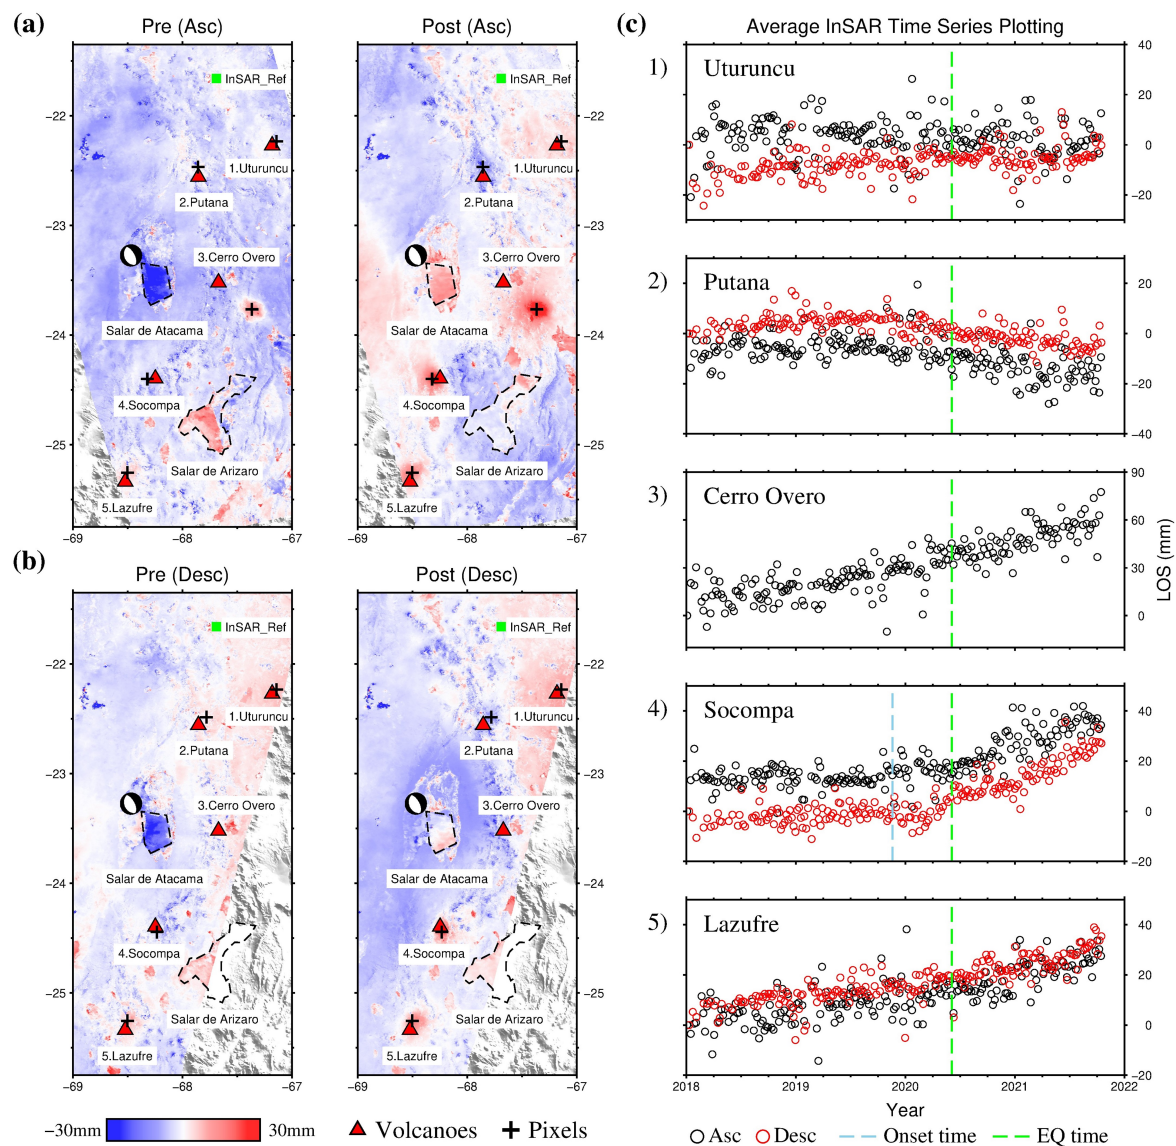 (a)
Pre (Asc)
Post (Asc)
InSAR_Ref
1.Uturuncu
2.Putana
3.Cerro Overo
Salar de Atacama
4.Socompa
Salar de Arizaro
5.Lazufre
−22
−23
−24
−25
−69
−68
−67
InSAR_Ref
1.Uturuncu
2.Putana
3.Cerro Overo
Salar de Atacama
4.Socompa
Salar de Arizaro
5.Lazufre
−22
−23
−24
−25
−69
−68
−67
(b)
Pre (Desc)
Post (Desc)
InSAR_Ref
1.Uturuncu
2.Putana
3.Cerro Overo
Salar de Atacama
4.Socompa
Salar de Arizaro
5.Lazufre
−22
−23
−24
−25
−69
−68
−67
InSAR_Ref
1.Uturuncu
2.Putana
3.Cerro Overo
Salar de Atacama
4.Socompa
Salar de Arizaro
5.Lazufre
−22
−23
−24
−25
−69
−68
−67
−30mm
30mm
Volcanoes
Pixels
(c)
Average InSAR Time Series Plotting
1)
Uturuncu
40
20
0
−20
2)
Putana
20
0
−20
−40
3)
Cerro Overo
90
60
30
0
LOS (mm)
4)
Socompa
40
20
0
−20
5)
Lazufre
40
20
0
−20
2018
2019
2020
2021
2022
Year
Asc
Desc
Onset time
EQ time